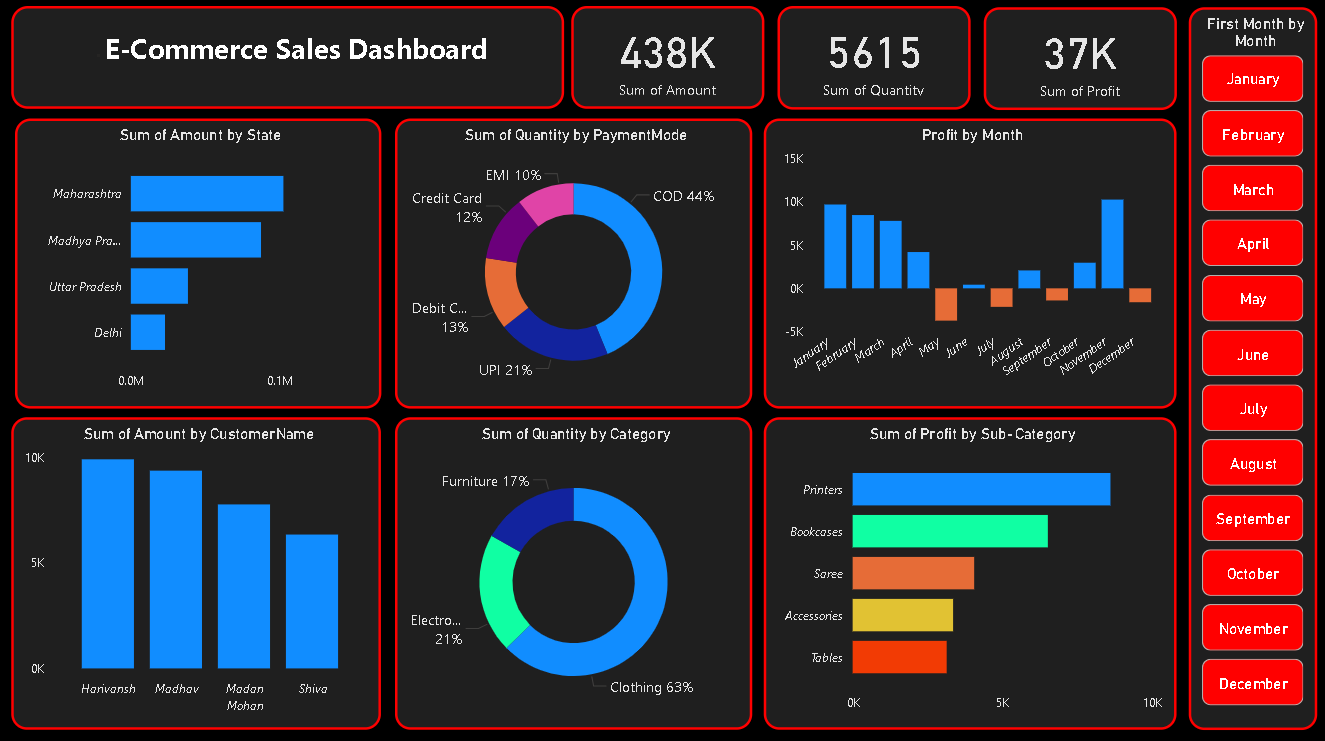 E-Commerce Sales Dashboard
438K
Sum of Amount
5615
Sum of Quantity
37K
Sum of Profit
First Month by
Month
January
February
March
April
May
June
July
August
September
October
November
December
Sum of Amount by State
Maharashtra
Madhya Pra...
Uttar Pradesh
Delhi
0.0M
0.1M
Sum of Quantity by PaymentMode
EMI 10%
Credit Card
12%
Debit C...
13%
UPI 21%
COD 44%
Profit by Month
15K
10K
5K
0K
-5K
January
February
March
April
May
June
July
August
September
October
November
December
Sum of Amount by CustomerName
10K
5K
0K
Harivansh
Madhav
Madan
Mohan
Shiva
Sum of Quantity by Category
Furniture 17%
Electro...
21%
Clothing 63%
Sum of Profit by Sub-Category
Printers
Bookcases
Saree
Accessories
Tables
0K
5K
10K